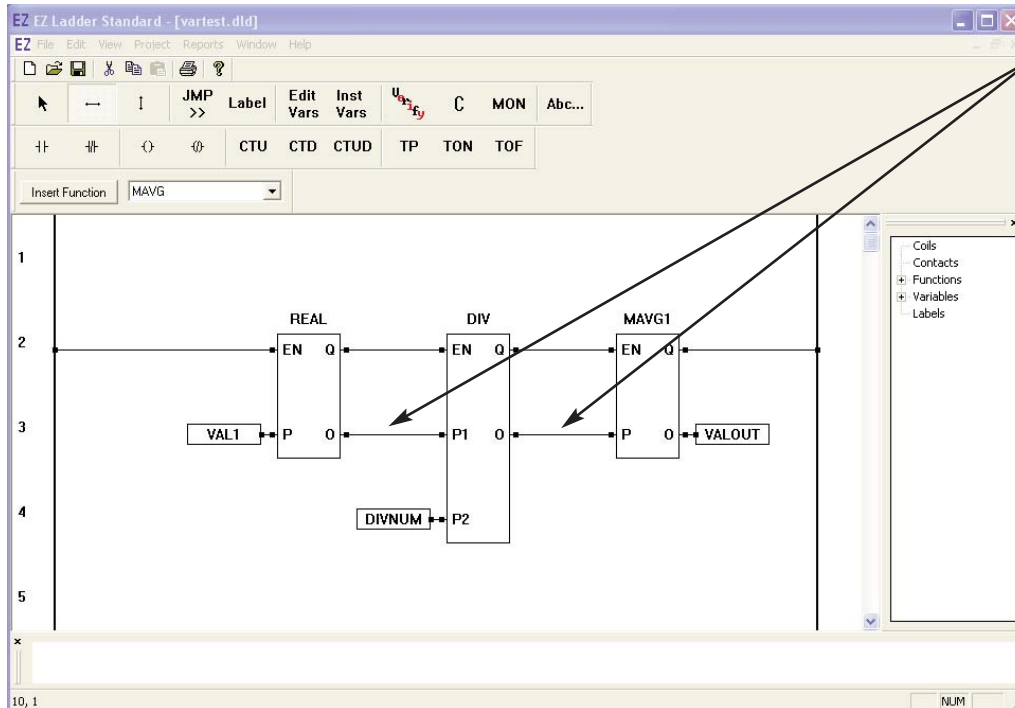 EZ EZ Ladder Standard - [vartest.dld]
EZ File Edit View Project Reports Window Help
JMP >> Label Edit Vars Inst Vars Verify C MON Abc...
CTU CTD CTUD TP TON TOF
Insert Function MAVG
1
REAL DIV MAVG1
2 EN Q EN Q EN Q
3 VAL1 P O P1 O P O VALOUT
4 DIVNUM P2
5
Coils
Contacts
Functions
Variables
Labels
10, 1 NUM